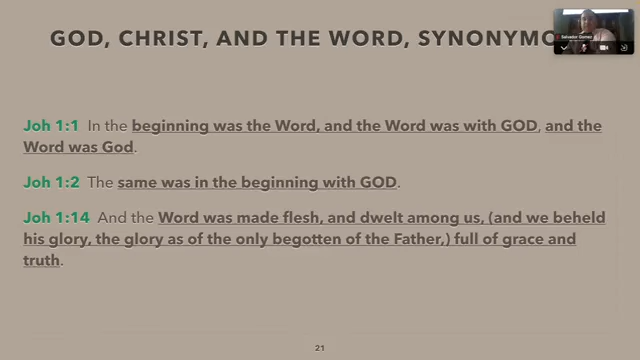 GOD, CHRIST, AND THE WORD, SYNONYMO
Salvador Gomez
Joh 1:1 In the beginning was the Word, and the Word was with GOD, and the
Word was God.
Joh 1:2 The same was in the beginning with GOD.
Joh 1:14 And the Word was made flesh, and dwelt among us, (and we beheld
his glory, the glory as of the only begotten of the Father,) full of grace and
truth.
21